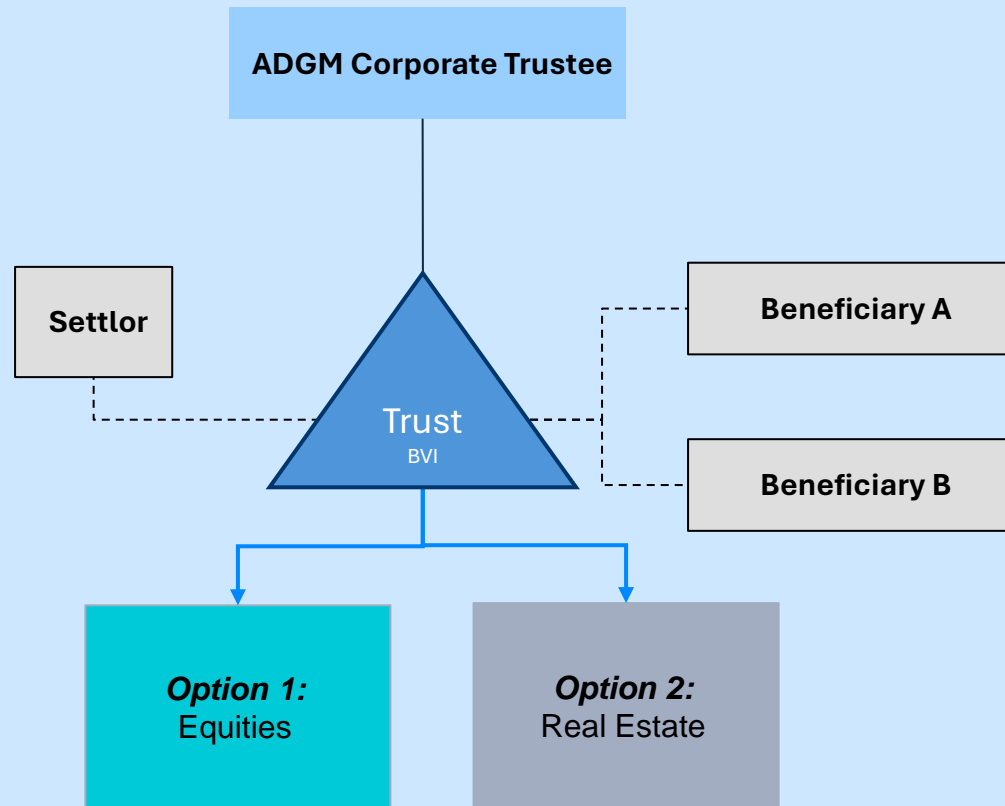 ADGM Corporate Trustee
Settlor
Beneficiary A
Trust
BVI
Beneficiary B
Option 1:
Equities
Option 2:
Real Estate